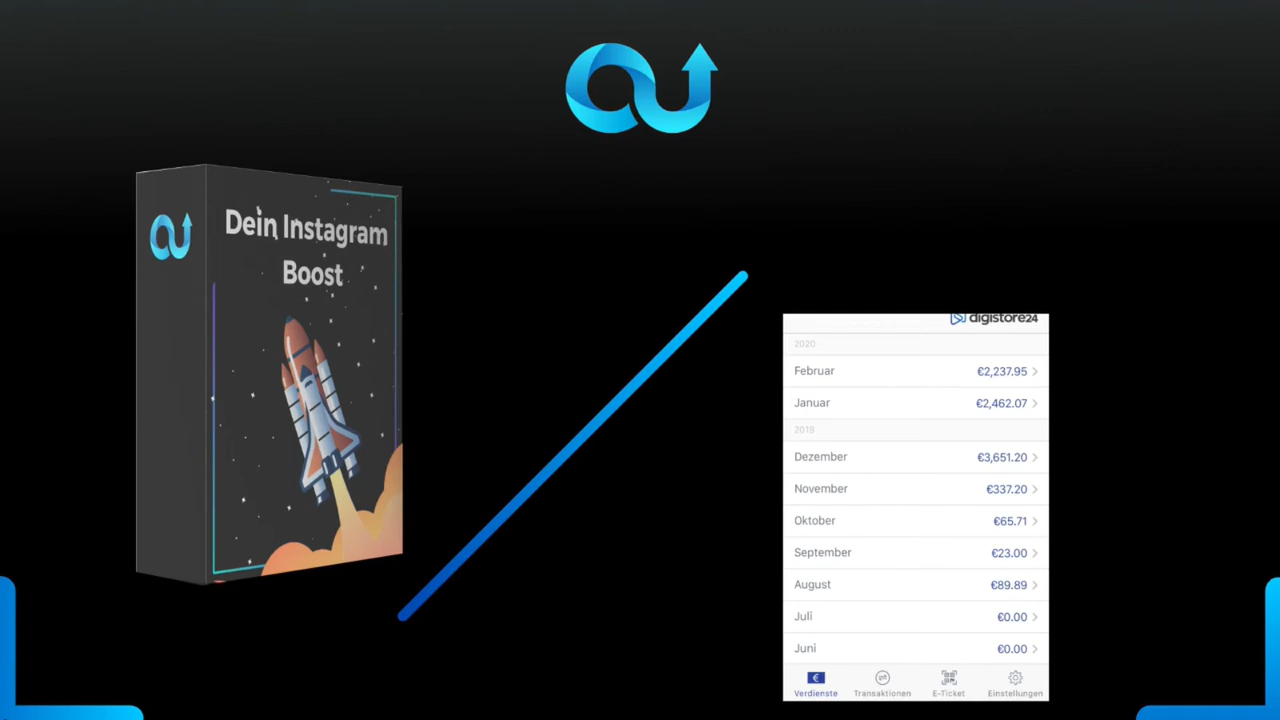 Dein Instagram
Boost
digistore24
2020
Februar €2,237.95
Januar €2,462.07
2019
Dezember €3,651.20
November €337.20
Oktober €65.71
September €23.00
August €89.89
Juli €0.00
Juni €0.00
Verdienste Transaktionen E-Ticket Einstellungen